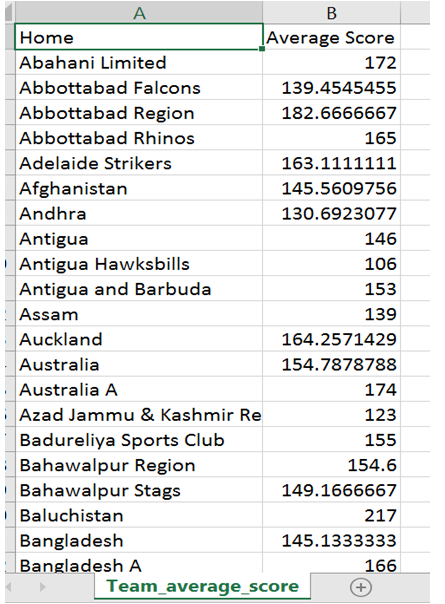 A B
Home Average Score
Abahani Limited 172
Abbottabad Falcons 139.4545455
Abbottabad Region 182.6666667
Abbottabad Rhinos 165
Adelaide Strikers 163.1111111
Afghanistan 145.5609756
Andhra 130.6923077
Antigua 146
Antigua Hawksbills 106
Antigua and Barbuda 153
Assam 139
Auckland 164.2571429
Australia 154.7878788
Australia A 174
Azad Jammu & Kashmir Re 123
Badureliya Sports Club 155
Bahawalpur Region 154.6
Bahawalpur Stags 149.1666667
Baluchistan 217
Bangladesh 145.1333333
Bangladesh A 166
Team_average_score